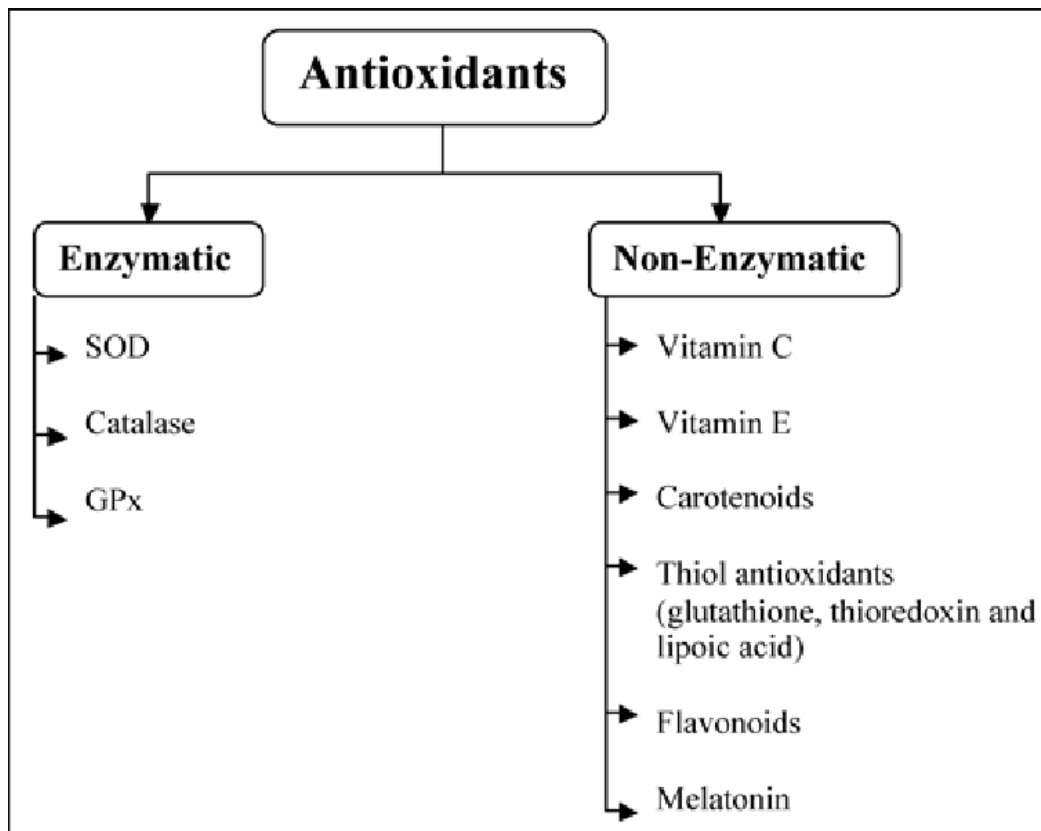 Antioxidants
Enzymatic
SOD
Catalase
GPx
Non-Enzymatic
Vitamin C
Vitamin E
Carotenoids
Thiol antioxidants
(glutathione, thioredoxin and
lipoic acid)
Flavonoids
Melatonin